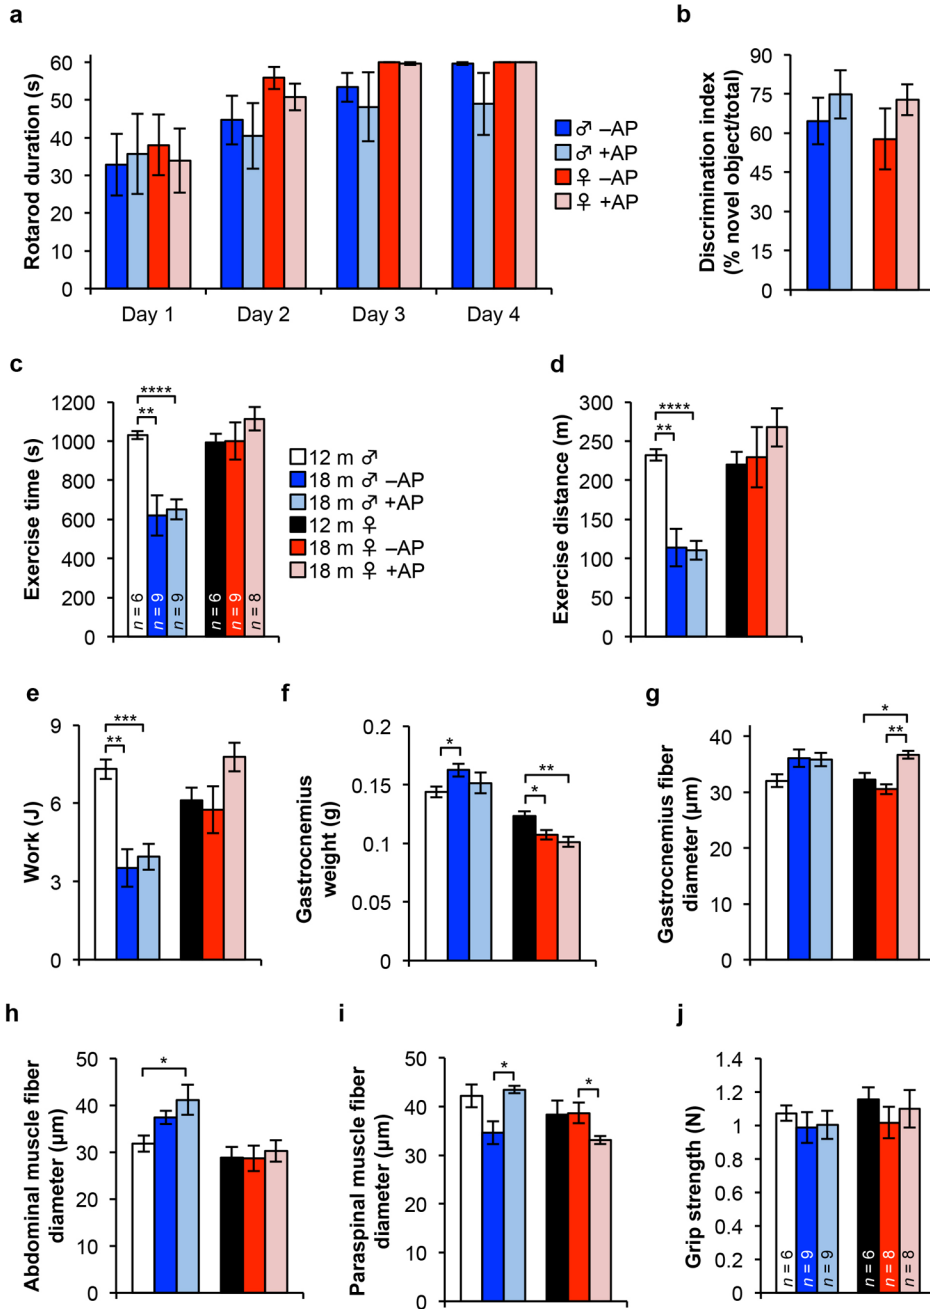 a
Rotarod duration (s)
60
50
40
30
20
10
0
Day 1
Day 2
Day 3
Day 4
♂ –AP
♂ +AP
♀ –AP
♀ +AP
b
Discrimination index
(% novel object/total)
90
75
60
45
30
15
0
c
Exercise time (s)
1200
1000
800
600
400
200
0
****
**
n = 6
n = 9
n = 9
n = 6
n = 9
n = 8
12 m ♂
18 m ♂ –AP
18 m ♂ +AP
12 m ♀
18 m ♀ –AP
18 m ♀ +AP
d
Exercise distance (m)
300
250
200
150
100
50
0
****
**
e
Work (J)
9
6
3
0
***
**
f
Gastrocnemius
weight (g)
0.2
0.15
0.1
0.05
0
*
**
*
g
Gastrocnemius fiber
diameter (µm)
40
30
20
10
0
*
**
h
Abdominal muscle fiber
diameter (µm)
50
40
30
20
10
0
*
i
Paraspinal muscle fiber
diameter (µm)
50
40
30
20
10
0
*
*
j
Grip strength (N)
1.4
1.2
1
0.8
0.6
0.4
0.2
0
n = 6
n = 9
n = 9
n = 6
n = 8
n = 8